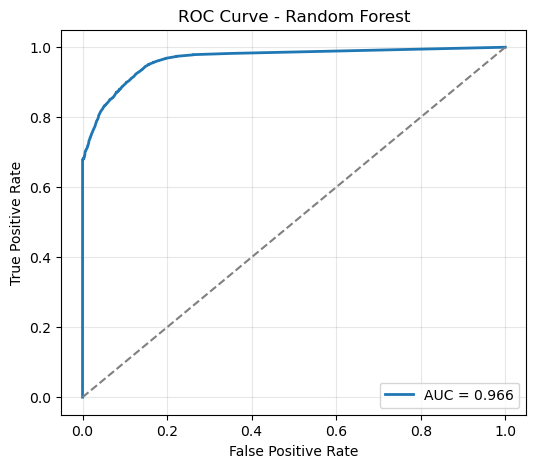 ROC Curve - Random Forest
True Positive Rate
1.0
0.8
0.6
0.4
0.2
0.0
AUC = 0.966
0.0 0.2 0.4 0.6 0.8 1.0
False Positive Rate